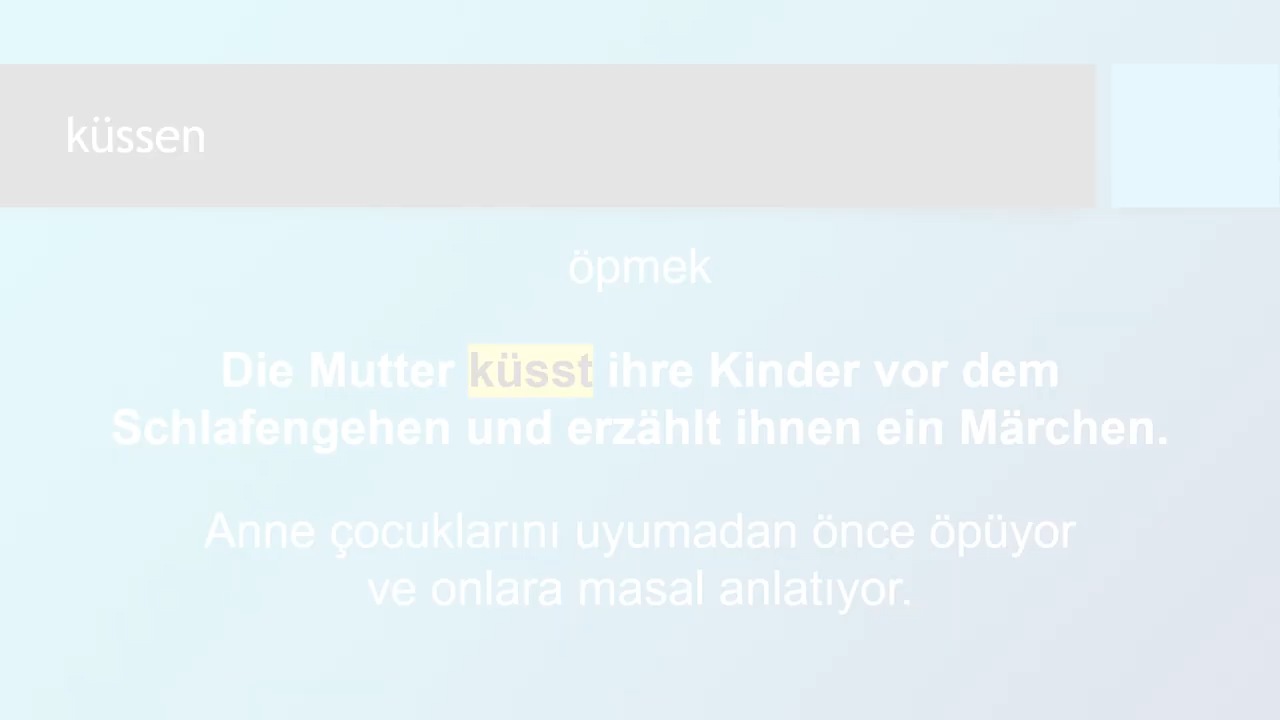 küssen
öpmek
Die Mutter küsst ihre Kinder vor dem
Schlafengehen und erzählt ihnen ein Märchen.
Anne çocuklarını uyumadan önce öpüyor
ve onlara masal anlatıyor.